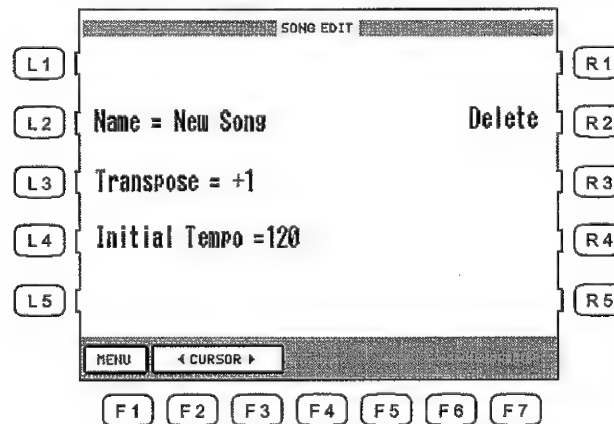 SONG EDIT
L1 R1
L2 Name = New Song Delete R2
L3 Transpose = +1 R3
L4 Initial Tempo =120 R4
L5 R5
MENU ◂ CURSOR ▸
F1 F2 F3 F4 F5 F6 F7